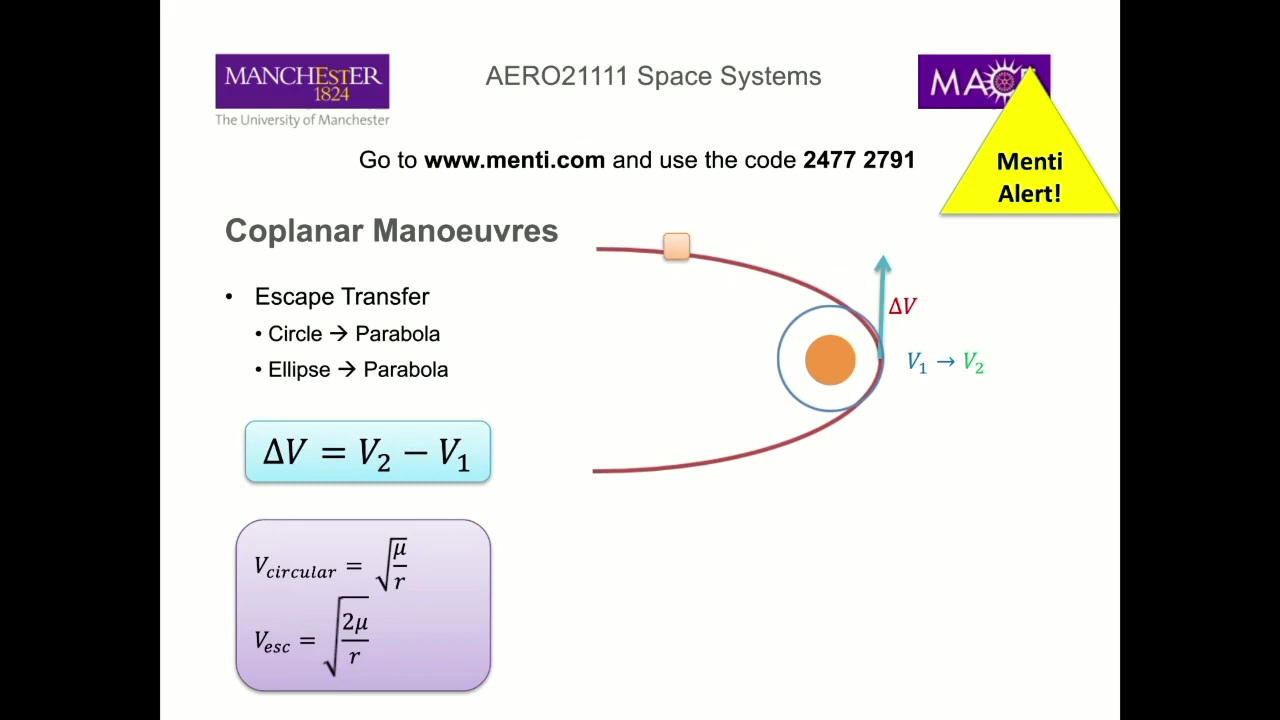 MANCHESTER
1824
The University of Manchester
AERO21111 Space Systems
Go to www.menti.com and use the code 2477 2791
Menti
Alert!
Coplanar Manoeuvres
• Escape Transfer
• Circle → Parabola
• Ellipse → Parabola
ΔV
V₁ → V₂
ΔV = V₂ − V₁
V_circular = √(μ/r)
V_esc = √(2μ/r)